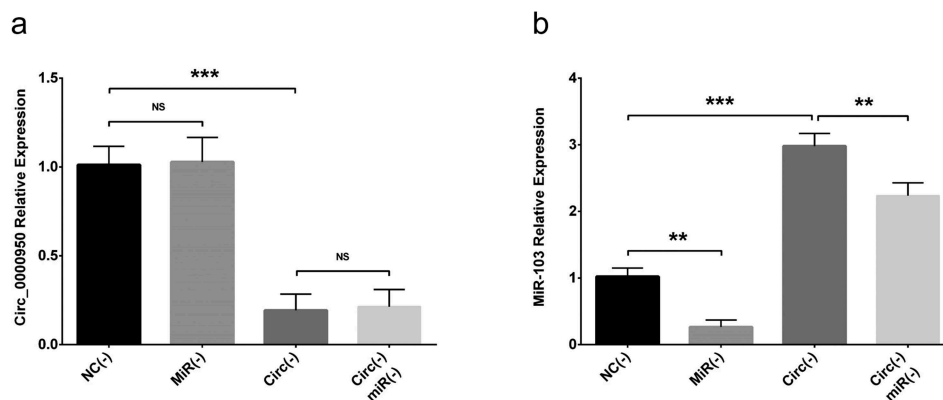 a
Circ_0000950 Relative Expression
1.5
1.0
0.5
0.0
***
NS
NS
NC(-)
MiR(-)
Circ(-)
Circ(-)
miR(-)
b
MiR-103 Relative Expression
4
3
2
1
0
***
**
**
NC(-)
MiR(-)
Circ(-)
Circ(-)
miR(-)